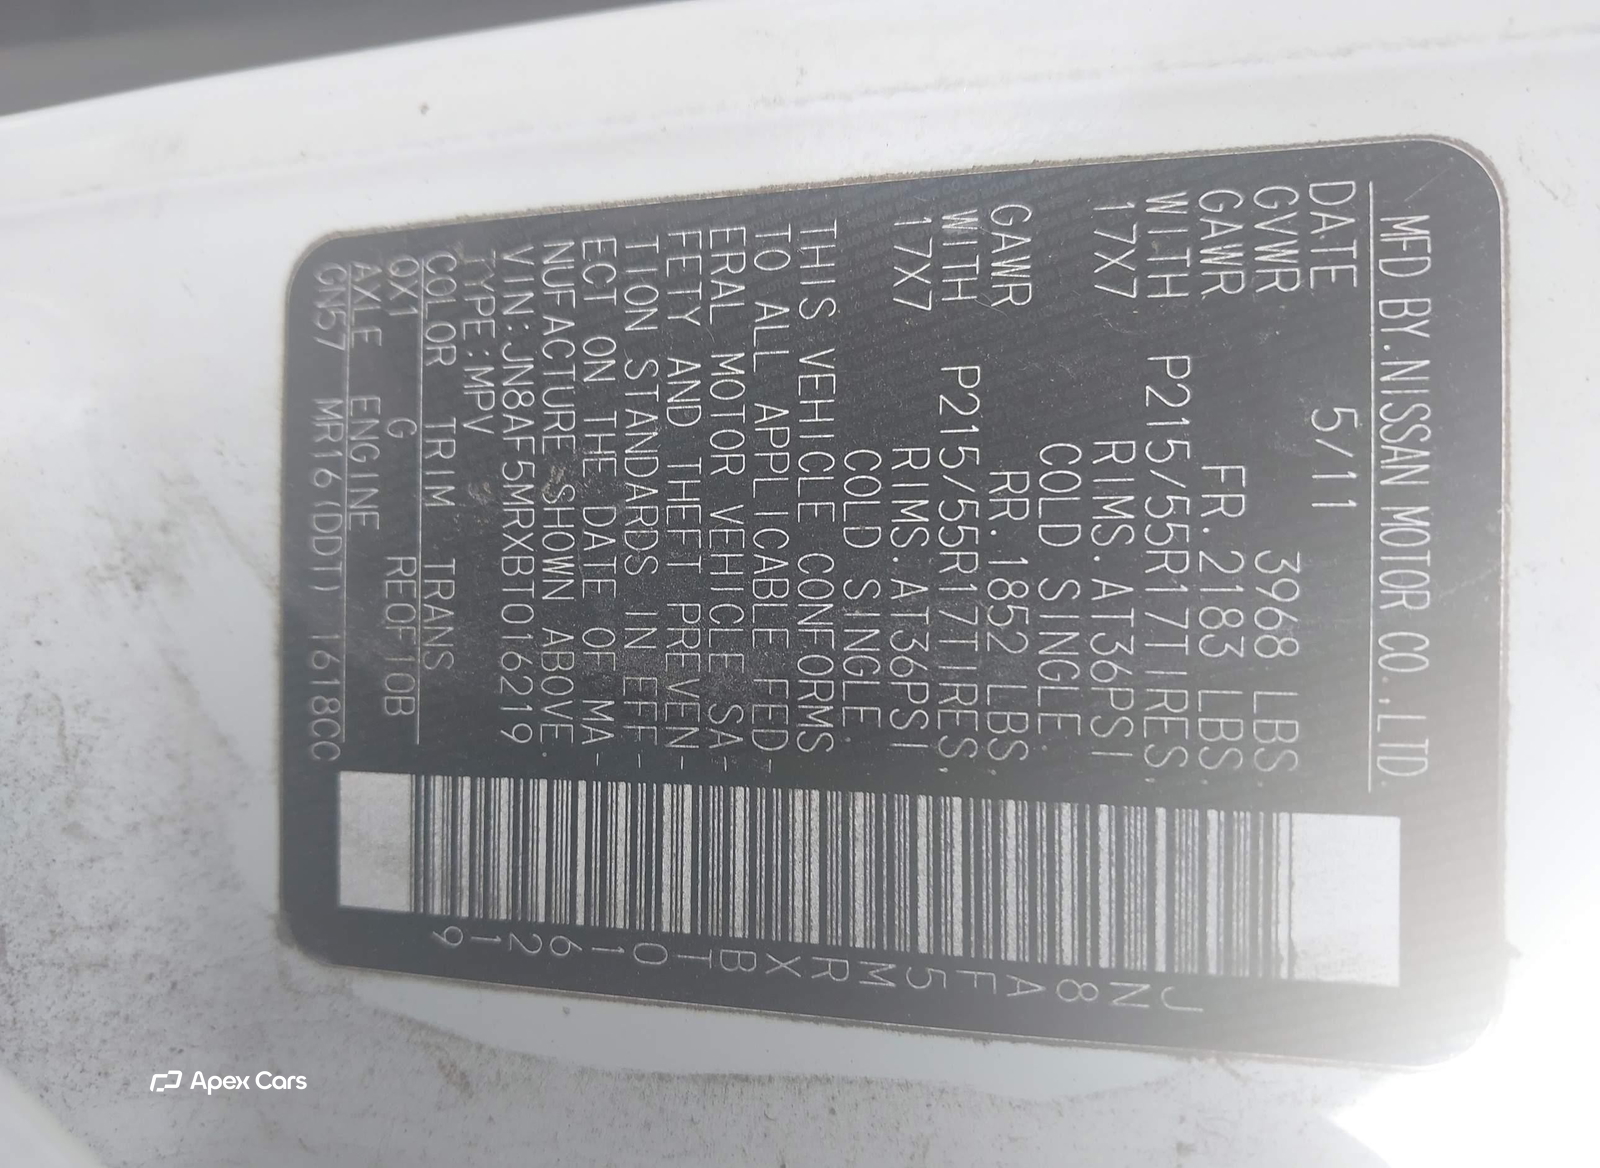 MFD BY.NISSAN MOTOR CO.,LTD.
DATE 5/11
GVWR 3968 LBS
GAWR FR.2183 LBS.
WITH P215/55R17TIRES,
17X7 RIMS.AT36PSI
COLD SINGLE.
GAWR RR.1852 LBS
WITH P215/55R17TIRES,
17X7 RIMS.AT36PSI
COLD SINGLE.
THIS VEHICLE CONFORMS
TO ALL APPLICABLE FED-
ERAL MOTOR VEHICLE SA-
FETY AND THEFT PREVEN-
TION STANDARDS IN EFF-
ECT ON THE DATE OF MA-
NUFACTURE SHOWN ABOVE.
VIN:JN8AF5MRXBT016219
TYPE:MPV
COLOR TRIM TRANS
QX1 G RE0F10B
AXLE ENGINE
GN57 MR16(DDT) 1618CC
JN8AF5MRXBT016219
Apex Cars